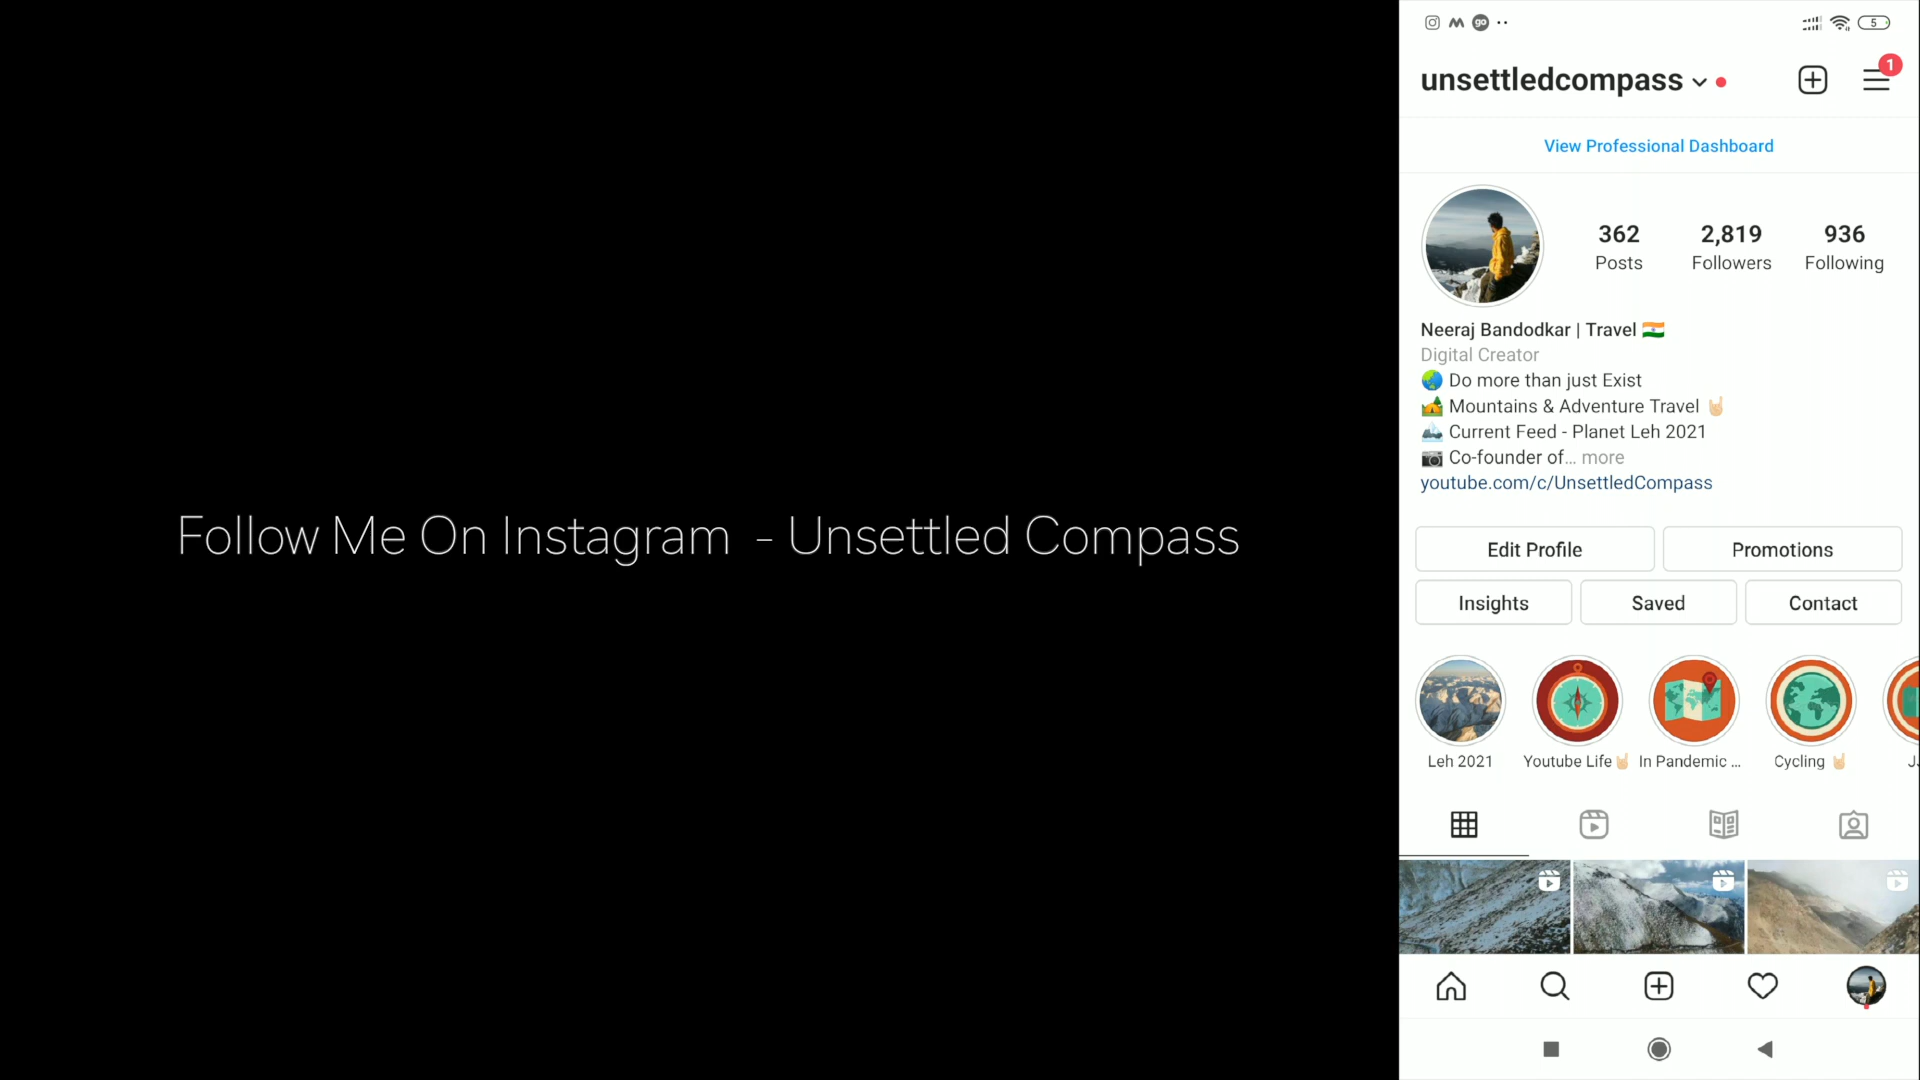 Follow Me On Instagram - Unsettled Compass
go
5
unsettledcompass
1
View Professional Dashboard
362 2,819 936
Posts Followers Following
Neeraj Bandodkar | Travel 🇮🇳
Digital Creator
🌏 Do more than just Exist
🏕 Mountains & Adventure Travel 🤘🏻
🏔 Current Feed - Planet Leh 2021
📷 Co-founder of... more
youtube.com/c/UnsettledCompass
Edit Profile Promotions
Insights Saved Contact
Leh 2021 Youtube Life🤘🏻 In Pandemic ... Cycling 🤘🏻